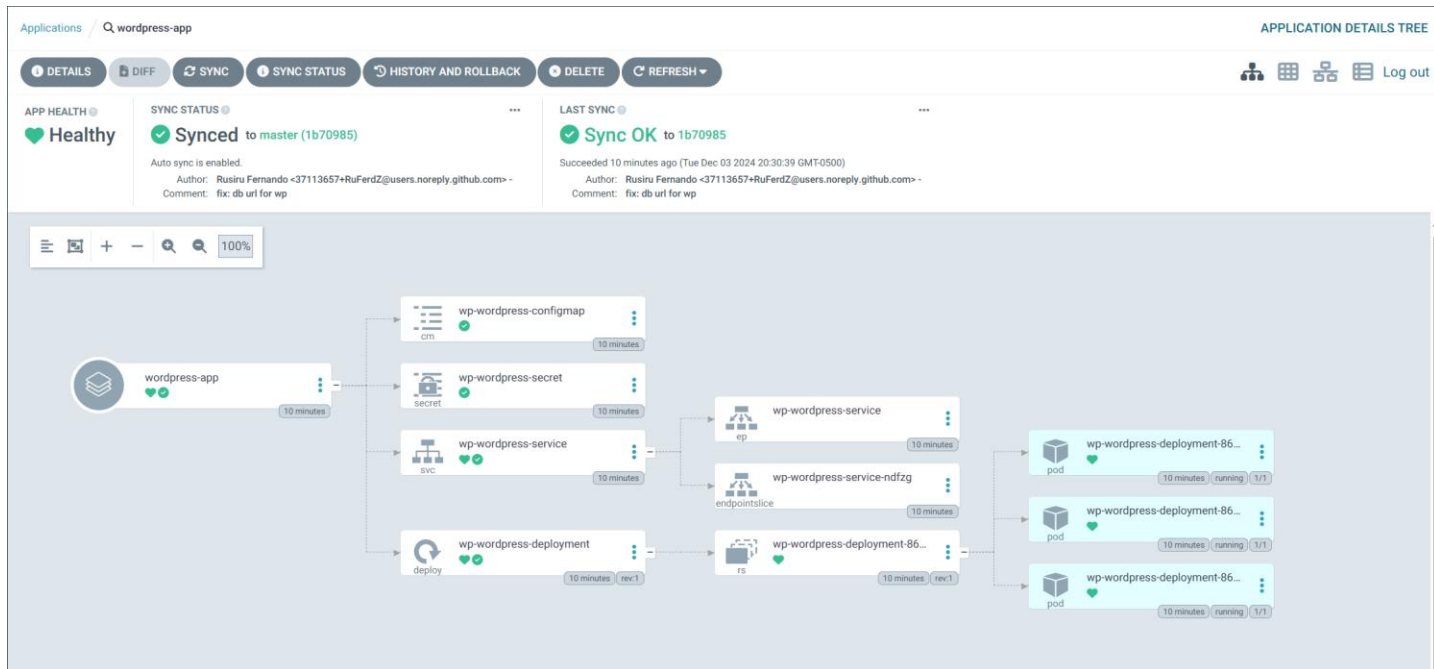 Applications / wordpress-app
APPLICATION DETAILS TREE
DETAILS DIFF SYNC SYNC STATUS HISTORY AND ROLLBACK DELETE REFRESH
Log out
APP HEALTH
Healthy
SYNC STATUS
Synced to master (1b70985)
Auto sync is enabled.
Author: Rusiru Fernando <37113657+RuFerdZ@users.noreply.github.com> -
Comment: fix: db url for wp
LAST SYNC
Sync OK to 1b70985
Succeeded 10 minutes ago (Tue Dec 03 2024 20:30:39 GMT-0500)
Author: Rusiru Fernando <37113657+RuFerdZ@users.noreply.github.com> -
Comment: fix: db url for wp
100%
wordpress-app
10 minutes
wp-wordpress-configmap
cm
10 minutes
wp-wordpress-secret
secret
10 minutes
wp-wordpress-service
svc
10 minutes
wp-wordpress-deployment
deploy
10 minutes rev:1
wp-wordpress-service
ep
10 minutes
wp-wordpress-service-ndfzg
endpointslice
10 minutes
wp-wordpress-deployment-86...
rs
10 minutes rev:1
wp-wordpress-deployment-86...
pod
10 minutes running 1/1
wp-wordpress-deployment-86...
pod
10 minutes running 1/1
wp-wordpress-deployment-86...
pod
10 minutes running 1/1